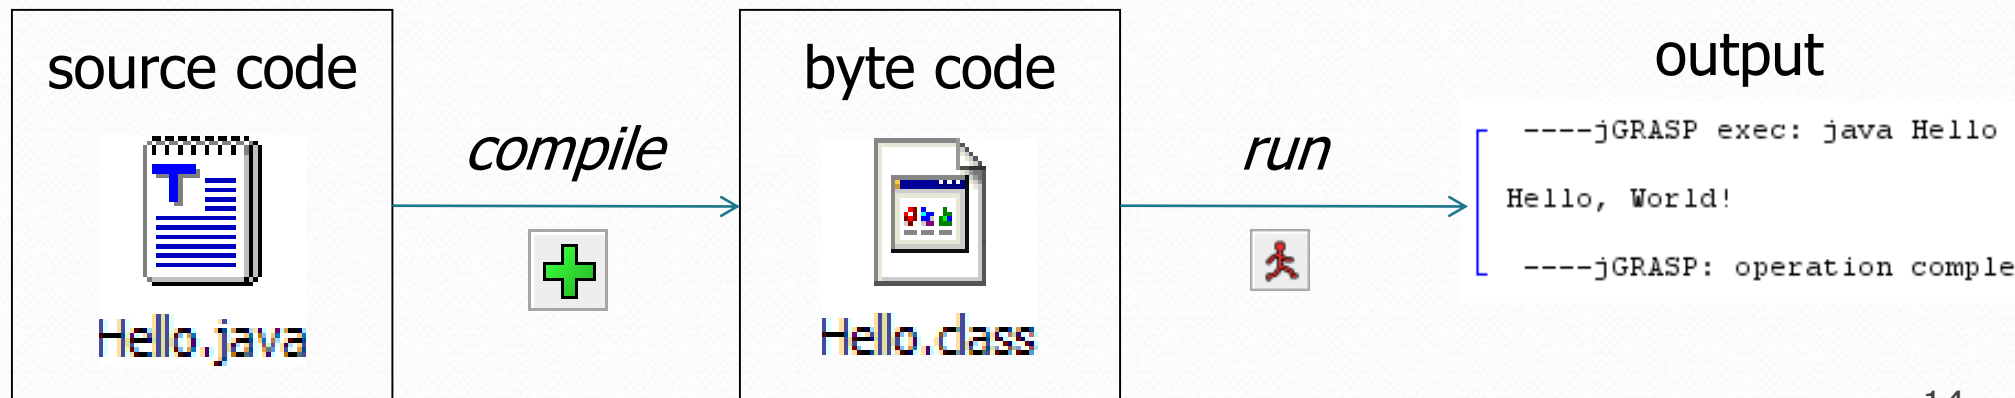 source code
Hello.java
compile
byte code
Hello.class
run
output
----jGRASP exec: java Hello
Hello, World!
----jGRASP: operation comple